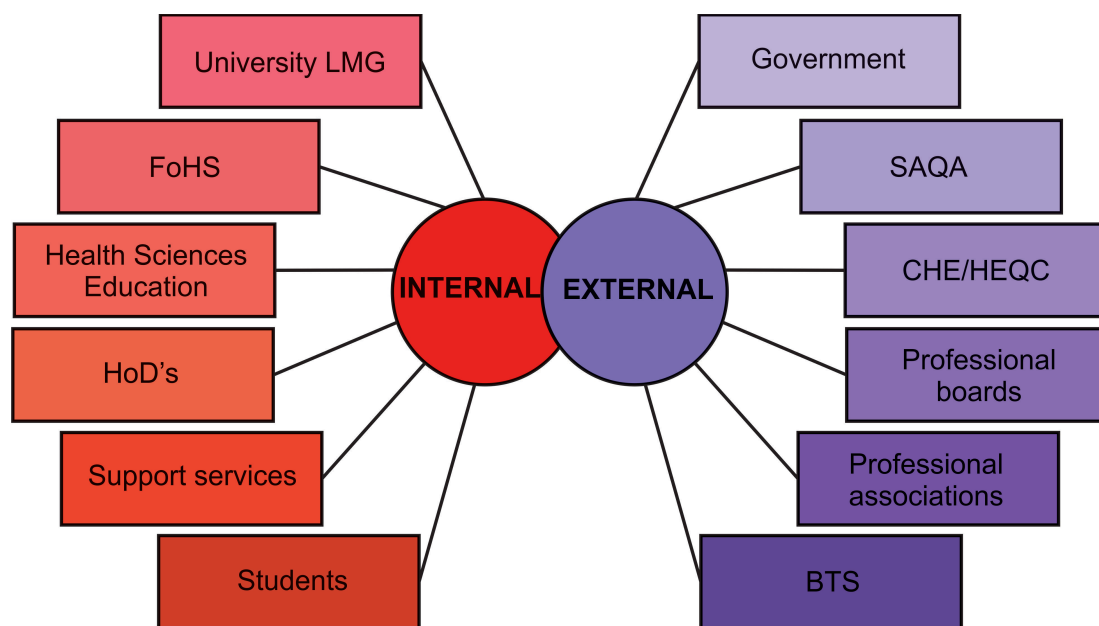 University LMG
FoHS
Health Sciences
Education
HoD's
Support services
Students
INTERNAL
EXTERNAL
Government
SAQA
CHE/HEQC
Professional
boards
Professional
associations
BTS